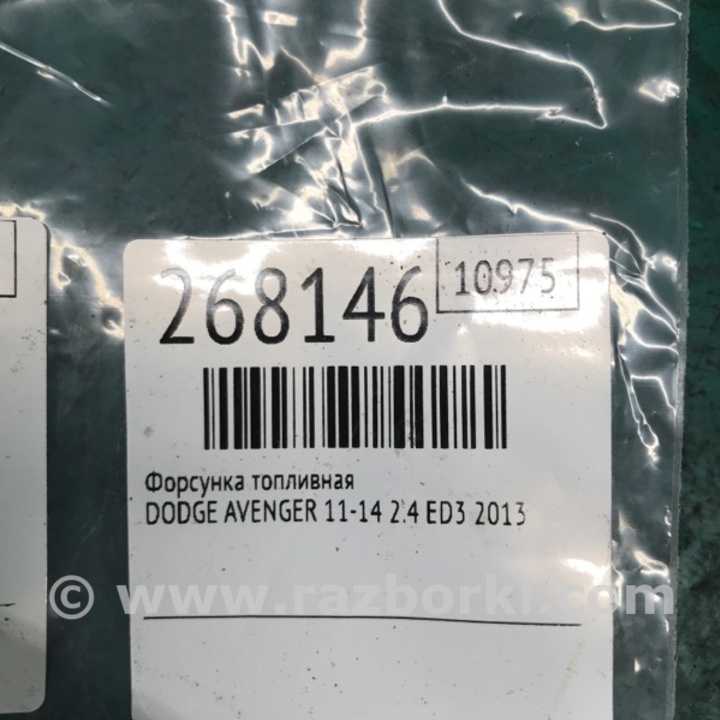 268146
10975
Форсунка топливная
DODGE AVENGER 11-14 2.4 ED3 2013
© www.razborki.com